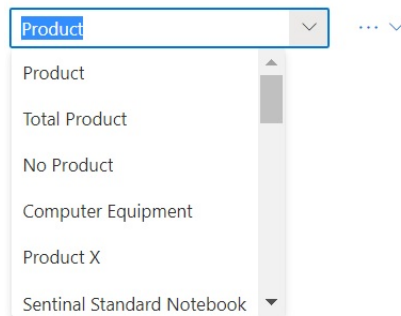 Product
Product
Total Product
No Product
Computer Equipment
Product X
Sentinal Standard Notebook